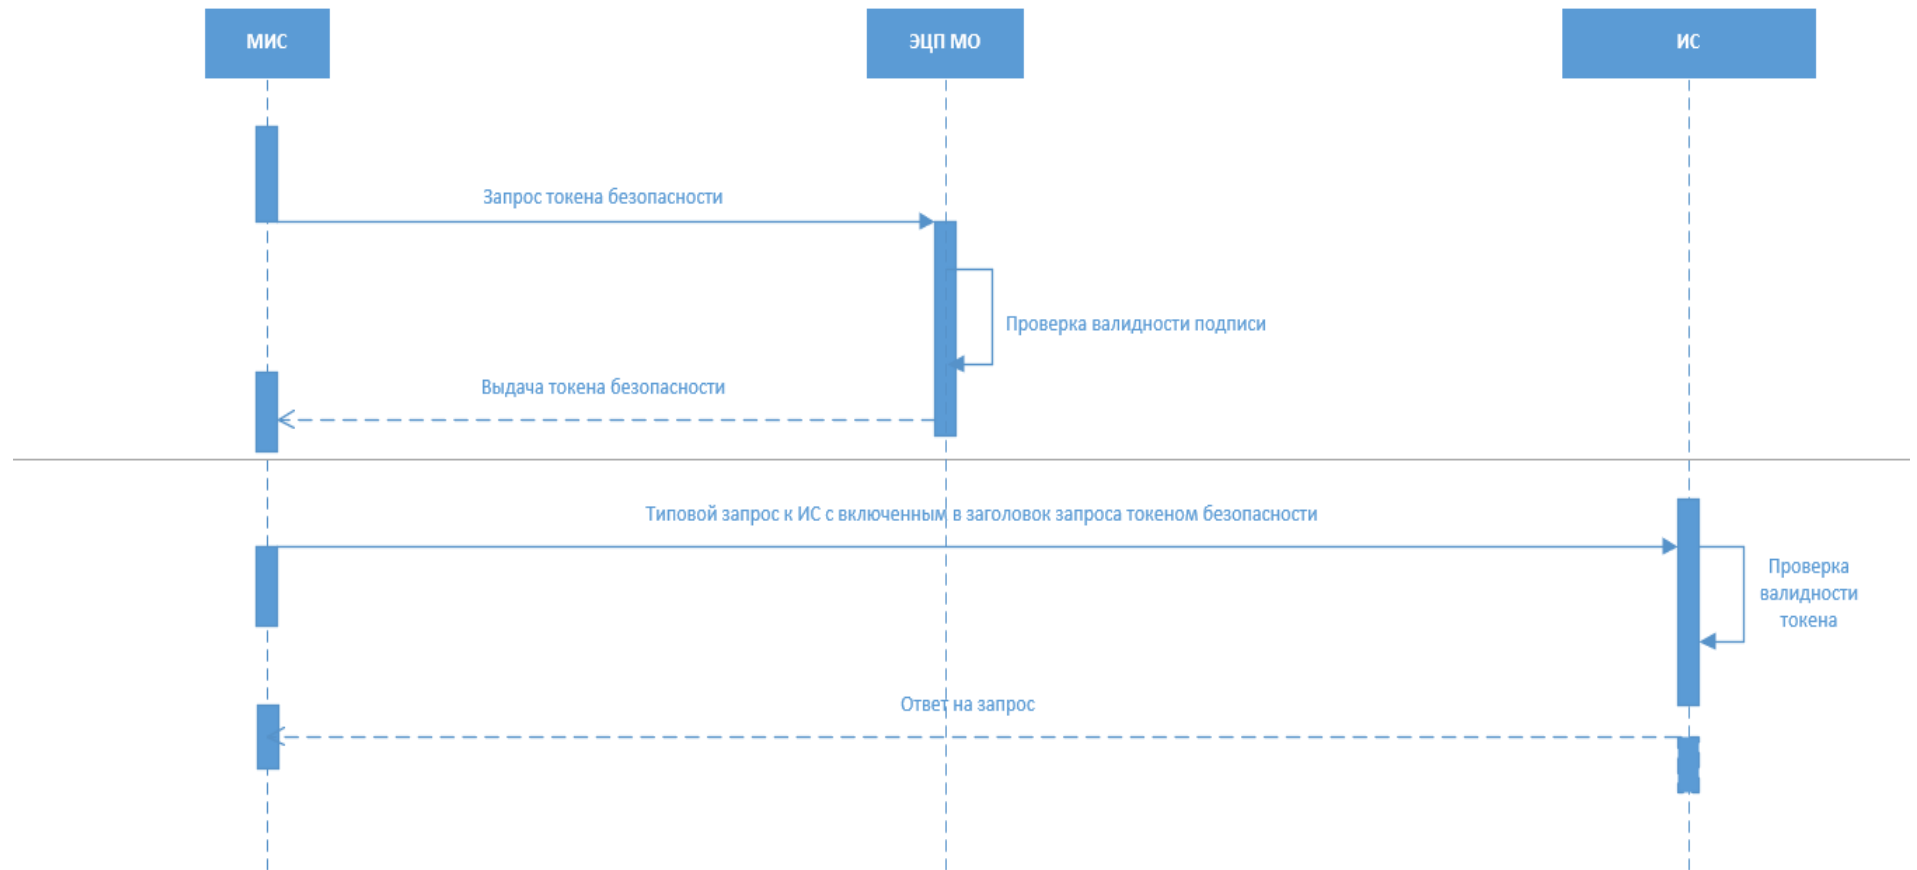 МИС
ЭЦП МО
ИС
Запрос токена безопасности
Проверка валидности подписи
Выдача токена безопасности
Типовой запрос к ИС с включенным в заголовок запроса токеном безопасности
Проверка
валидности
токена
Ответ на запрос